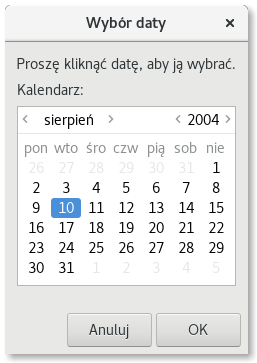 Wybór daty ×
Proszę kliknąć datę, aby ją wybrać.
Kalendarz:
< sierpień > < 2004 >
pon wto śro czw pią sob nie
26 27 28 29 30 31 1
2 3 4 5 6 7 8
9 10 11 12 13 14 15
16 17 18 19 20 21 22
23 24 25 26 27 28 29
30 31 1 2 3 4 5
Anuluj OK